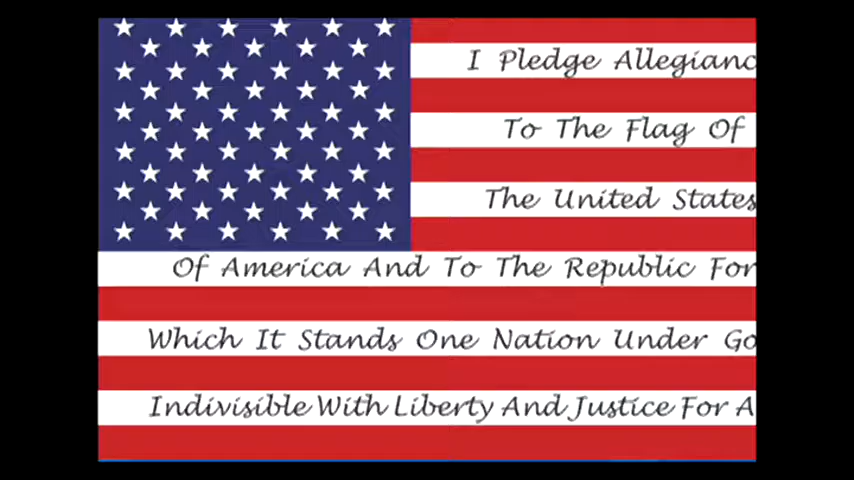 I Pledge Allegianc
To The Flag Of
The United States
Of America And To The Republic For
Which It Stands One Nation Under Go
Indivisible With Liberty And Justice For A